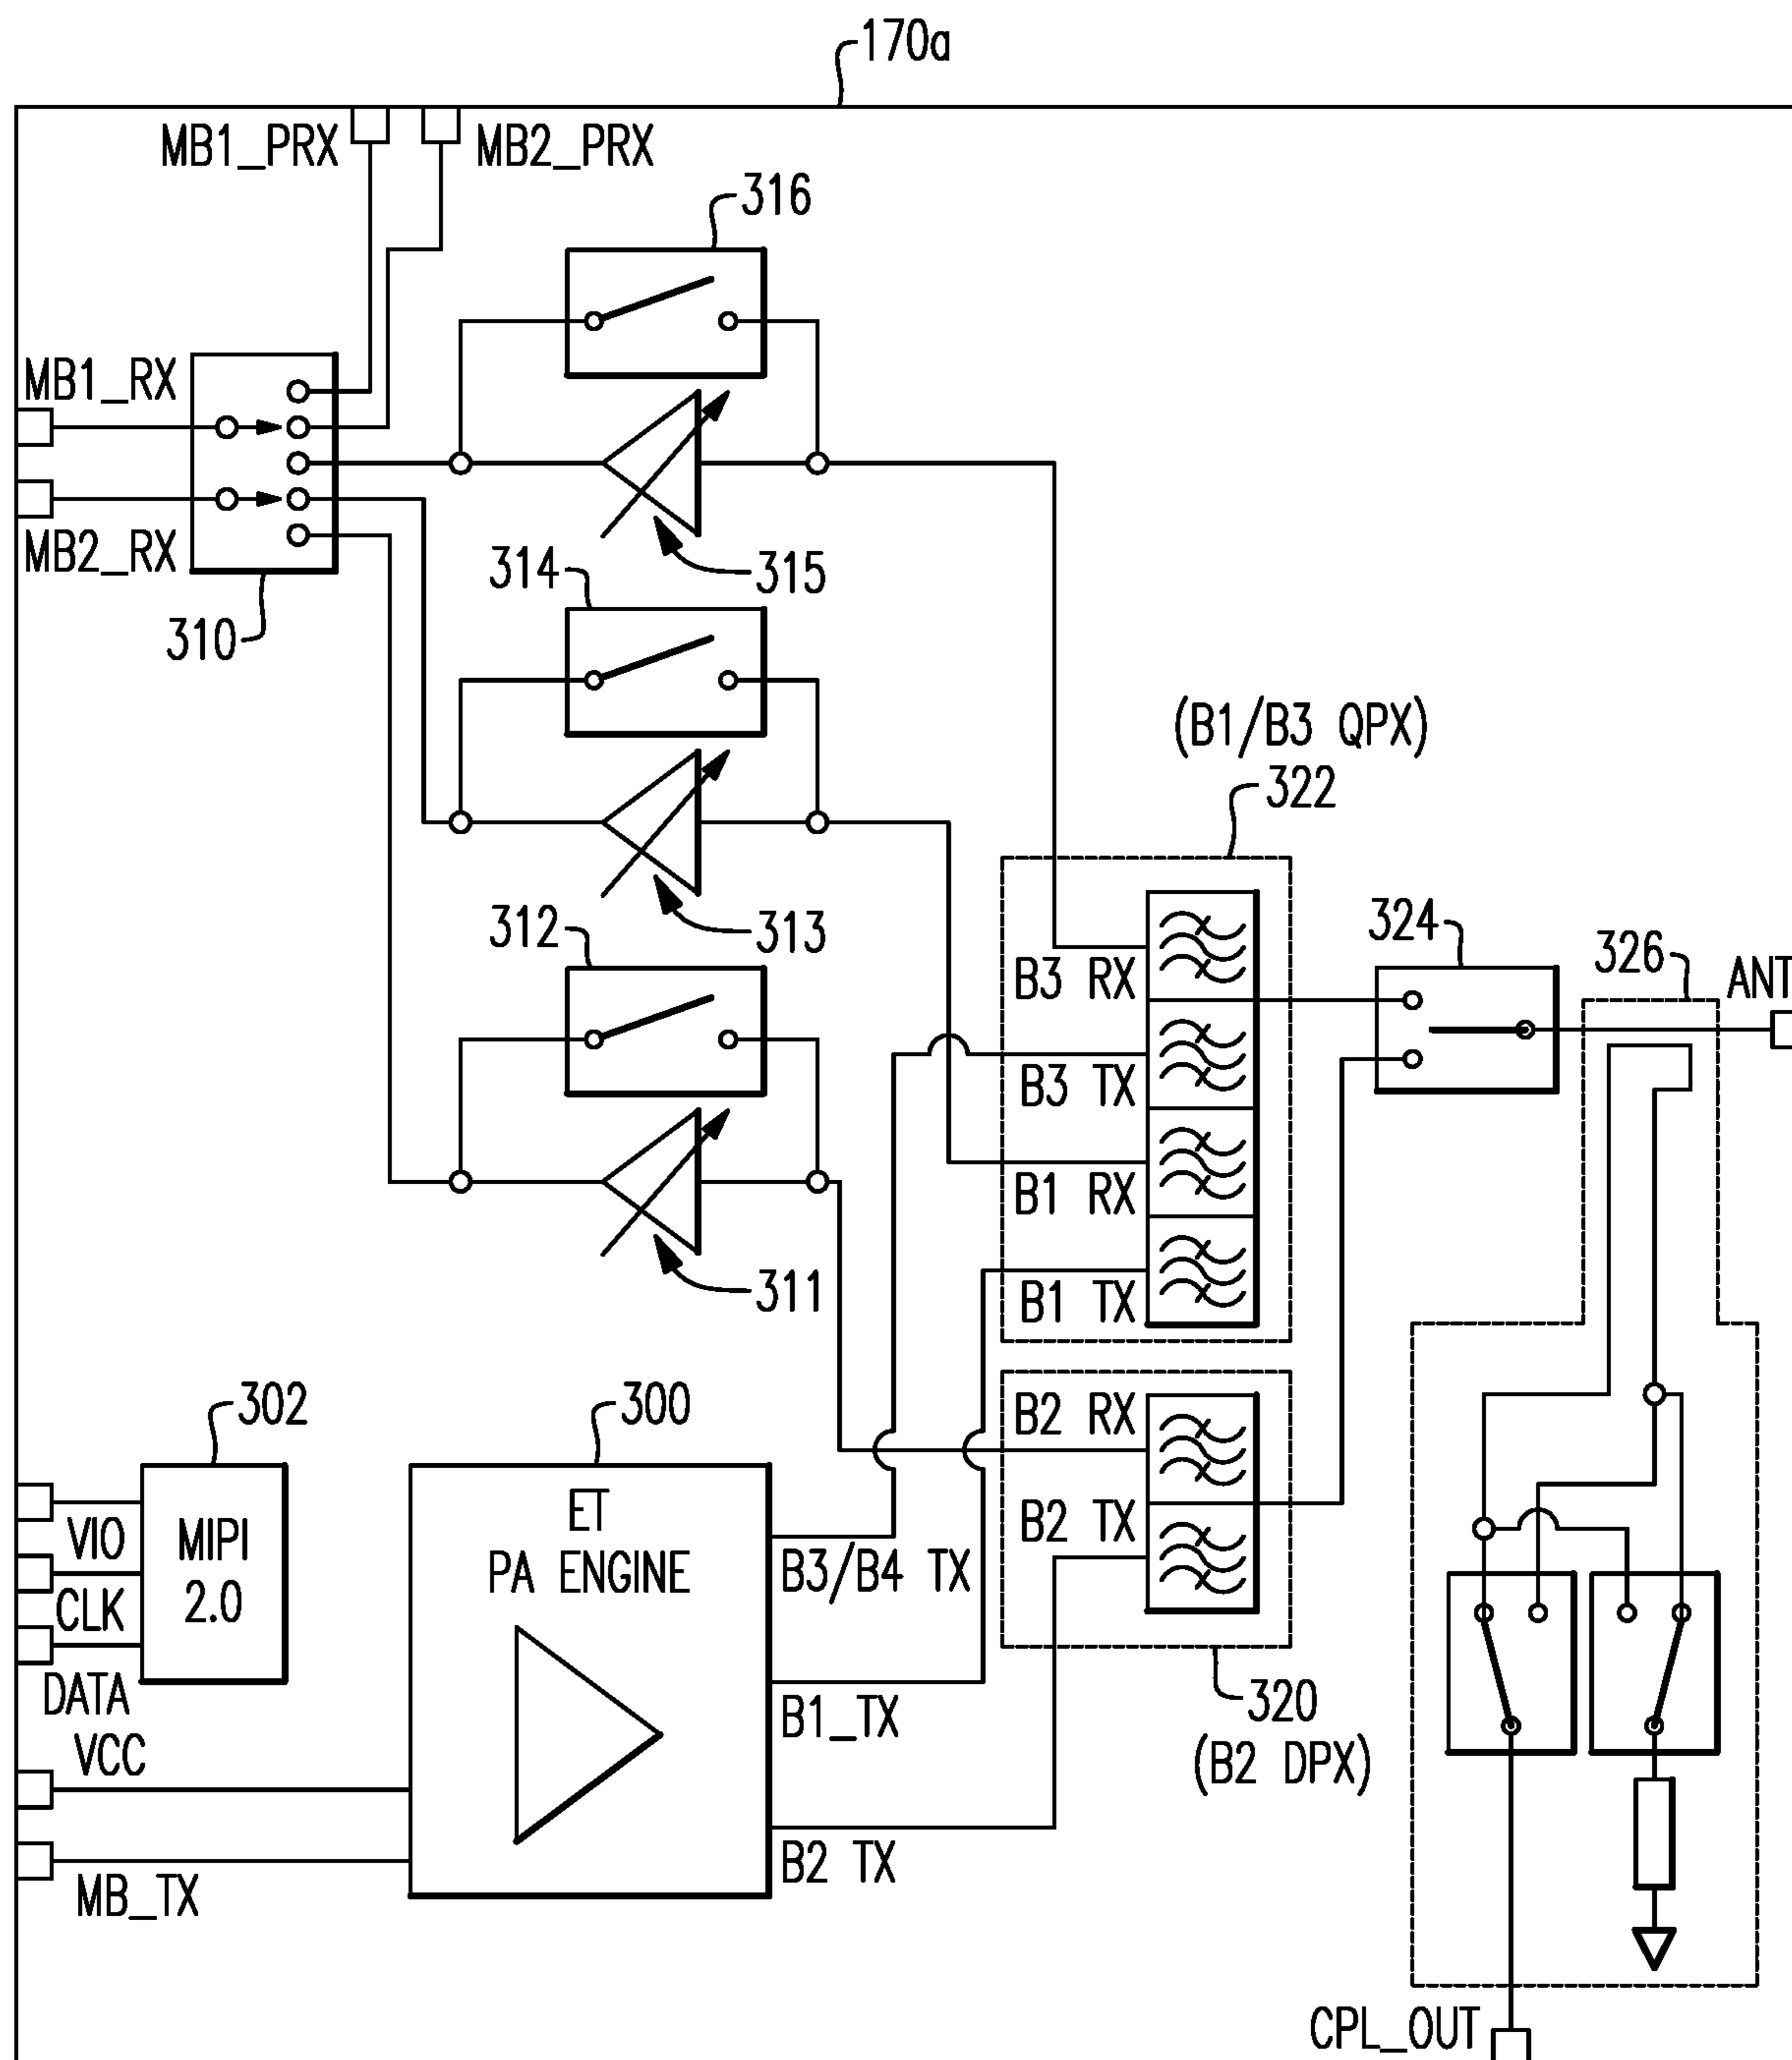 170a
MB1_PRX
MB2_PRX
316
MB1_RX
MB2_RX
310
315
314
313
(B1/B3 QPX)
322
312
311
B3 RX
B3 TX
B1 RX
B1 TX
324
326
ANT
302
300
B2 RX
B2 TX
VIO
CLK
DATA
MIPI
2.0
ET
PA ENGINE
B3/B4 TX
B1_TX
B2 TX
320
(B2 DPX)
VCC
MB_TX
CPL_OUT